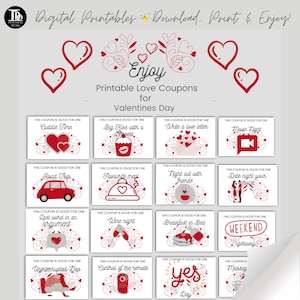 Digital Printables Download, Print & Enjoy!
Enjoy
Printable Love Coupons
for
Valentines Day
THIS COUPON IS GOOD FOR ONE
Cuddle Time
THIS COUPON IS GOOD FOR ONE
Big Kiss with a
THIS COUPON IS GOOD FOR ONE
Write a love letter
THIS COUPON IS GOOD FOR ONE
Movie Night
THIS COUPON IS GOOD FOR ONE
Road Trip
THIS COUPON IS GOOD FOR ONE
Favourite meal
THIS COUPON IS GOOD FOR ONE
Night out with
friends
THIS COUPON IS GOOD FOR ONE
Date night your
THIS COUPON IS GOOD FOR ONE
Last word in an
argument
THIS COUPON IS GOOD FOR ONE
Wine night
THIS COUPON IS GOOD FOR ONE
Breakfast in Bed
THIS COUPON IS GOOD FOR ONE
WEEKEND
getaway
THIS COUPON IS GOOD FOR ONE
Uninterrupted Nap
THIS COUPON IS GOOD FOR ONE
Control of the remote
THIS COUPON IS GOOD FOR ONE
yes
Day
THIS COUPON IS GOOD FOR ONE
Massage